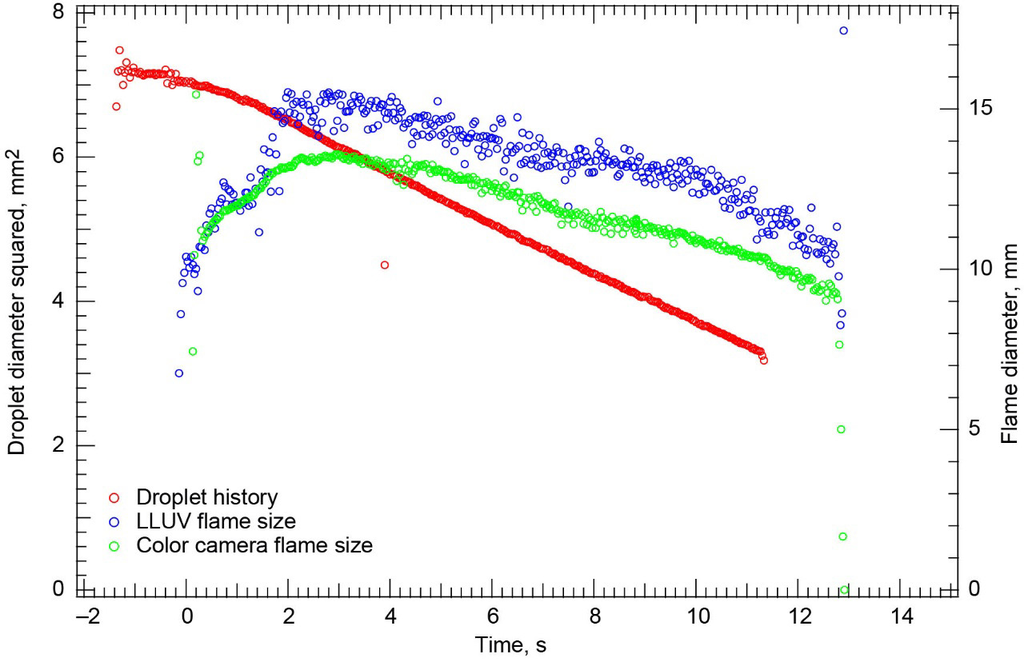 8
6
4
2
0
Droplet diameter squared, mm2
15
10
5
0
Flame diameter, mm
Droplet history
LLUV flame size
Color camera flame size
−2 0 2 4 6 8 10 12 14
Time, s